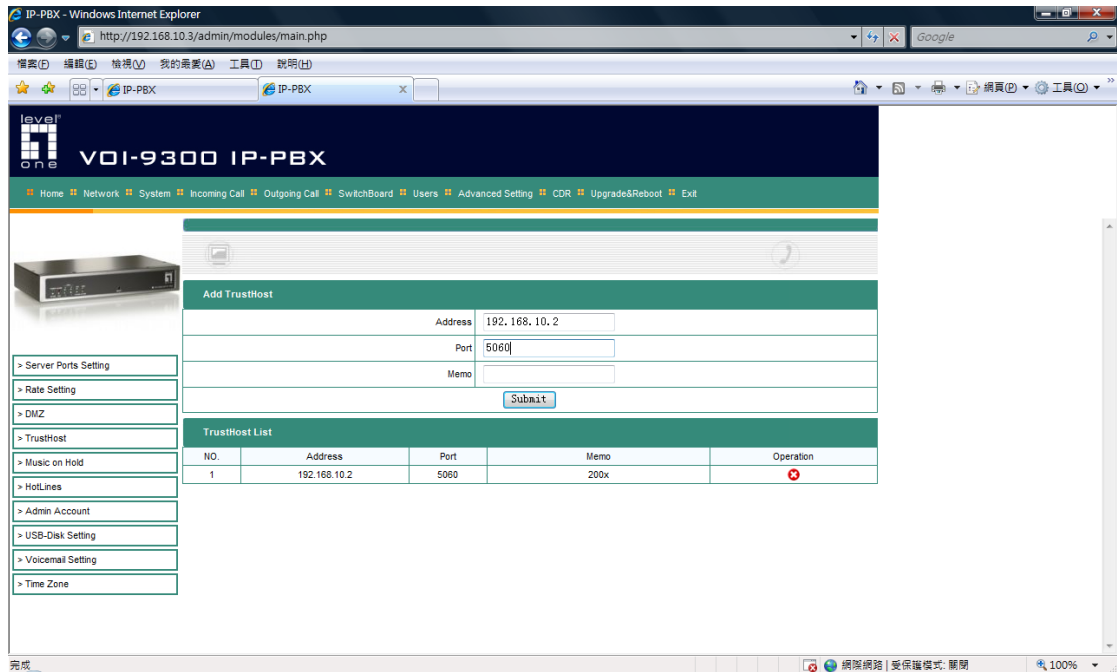 IP-PBX - Windows Internet Explorer
http://192.168.10.3/admin/modules/main.php
Google
檔案(F) 編輯(E) 檢視(V) 我的最愛(A) 工具(T) 說明(H)
IP-PBX
IP-PBX
網頁(P)
工具(O)
level
one
VOI-9300 IP-PBX
Home Network System Incoming Call Outgoing Call SwitchBoard Users Advanced Setting CDR Upgrade&Reboot Exit
Add TrustHost
Address 192.168.10.2
Port 5060
Memo
Submit
> Server Ports Setting
> Rate Setting
> DMZ
> TrustHost
> Music on Hold
> HotLines
> Admin Account
> USB-Disk Setting
> Voicemail Setting
> Time Zone
TrustHost List
NO. Address Port Memo Operation
1 192.168.10.2 5060 200x
完成
網際網路 | 受保護模式: 關閉
100%